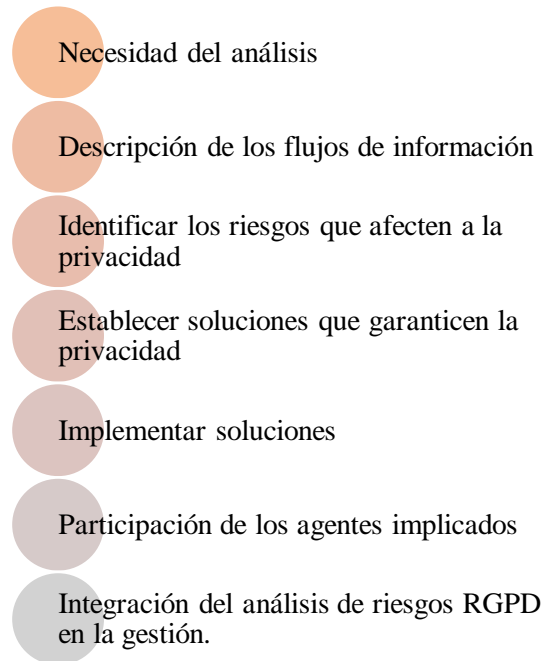 Necesidad del análisis
Descripción de los flujos de información
Identificar los riesgos que afecten a la
privacidad
Establecer soluciones que garanticen la
privacidad
Implementar soluciones
Participación de los agentes implicados
Integración del análisis de riesgos RGPD
en la gestión.